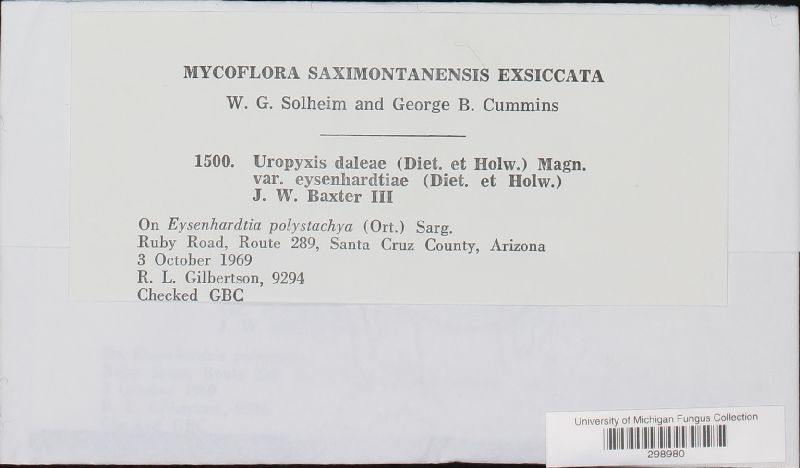 MYCOFLORA SAXIMONTANENSIS EXSICCATA
W. G. Solheim and George B. Cummins
1500. Uropyxis daleae (Diet. et Holw.) Magn.
var. eysenhardtiae (Diet. et Holw.)
J. W. Baxter III
On Eysenhardtia polystachya (Ort.) Sarg.
Ruby Road, Route 289, Santa Cruz County, Arizona
3 October 1969
R. L. Gilbertson, 9294
Checked GBC
University of Michigan Fungus Collection
298980